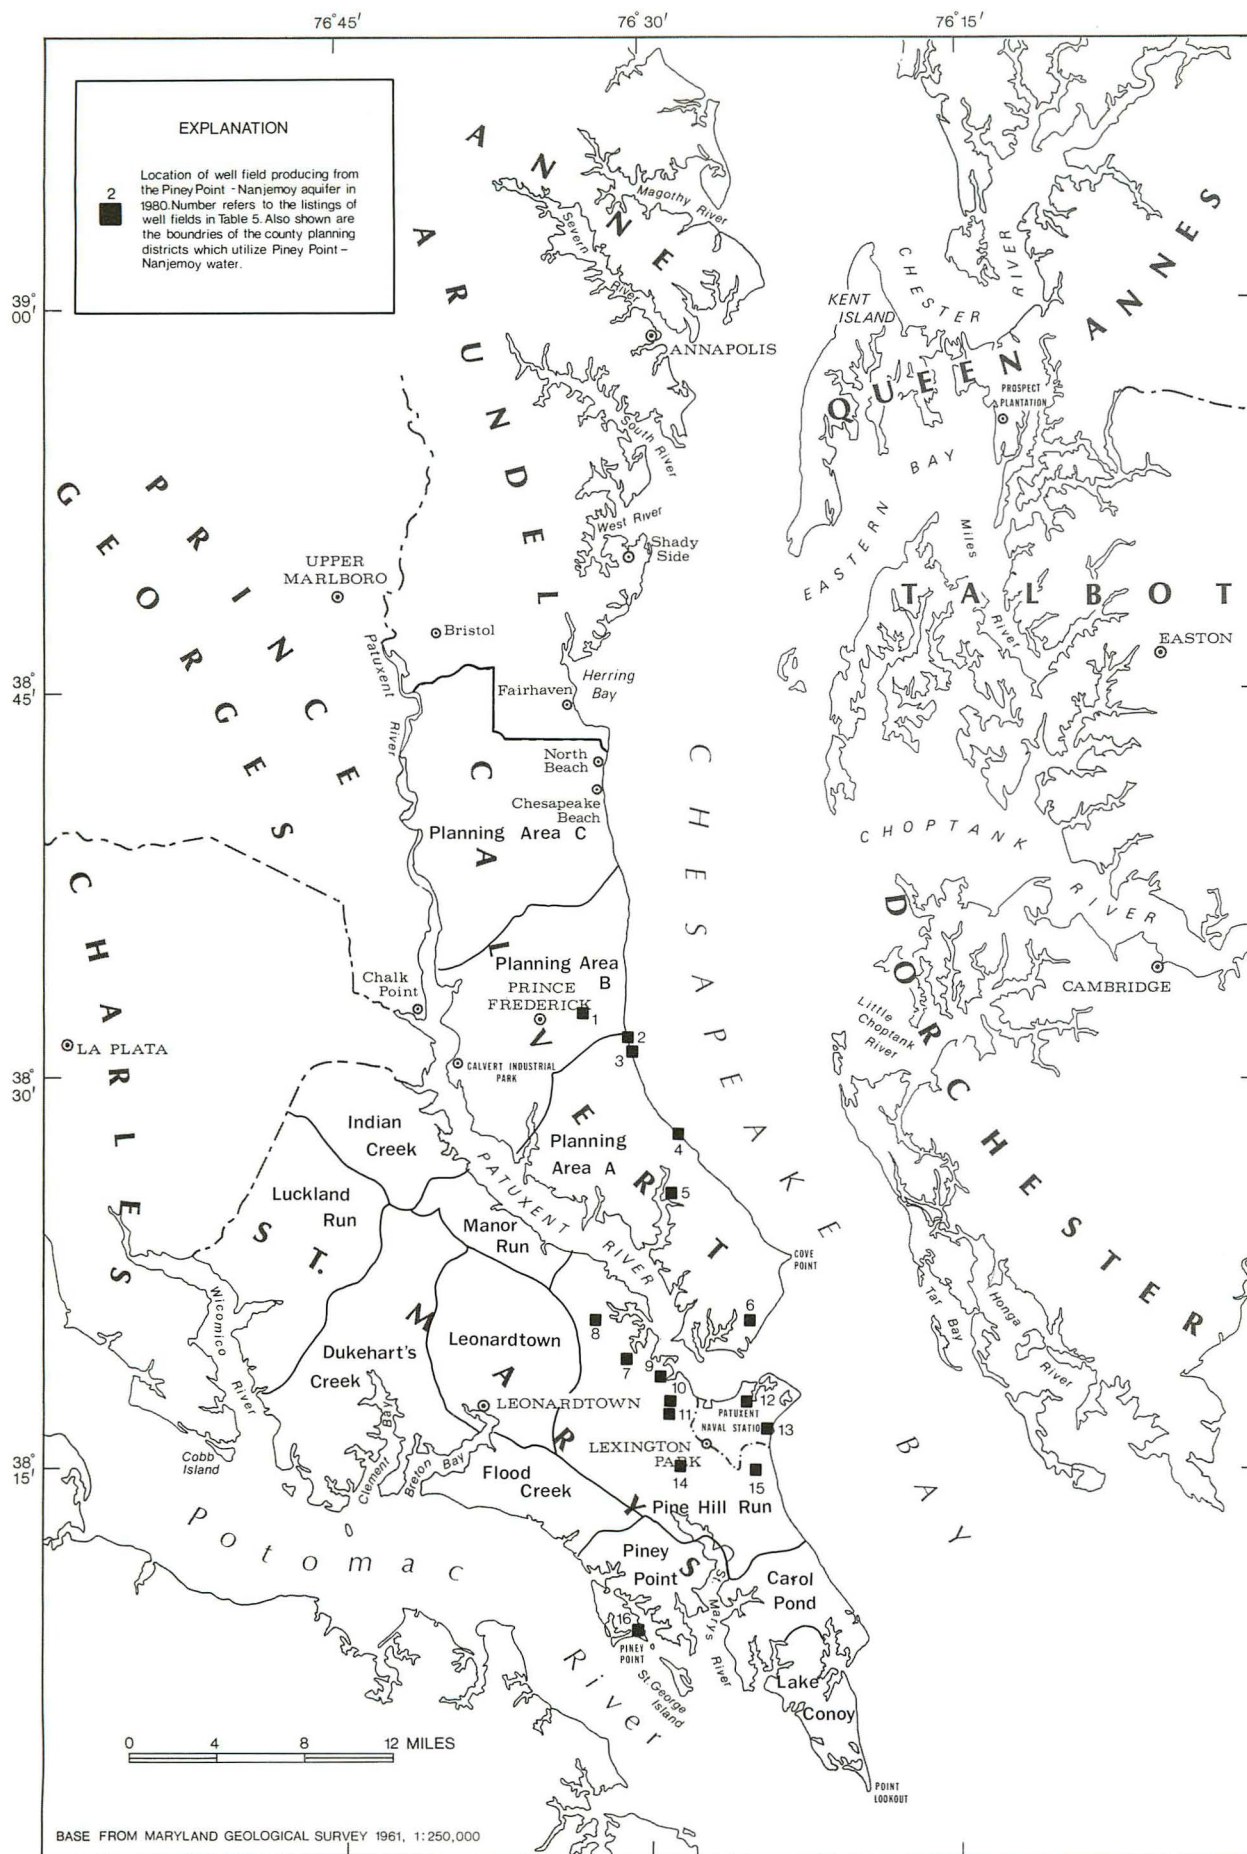 76° 45'
76° 30'
76° 15'
EXPLANATION
2
Location of well field producing from
the Piney Point - Nanjemoy aquifer in
1980. Number refers to the listings of
well fields in Table 5. Also shown are
the boundries of the county planning
districts which utilize Piney Point –
Nanjemoy water.
ANNE
ARUNDEL
Magothy River
Severn
River
39°
00'
ANNAPOLIS
KENT
ISLAND
CHESTER
RIVER
QUEEN ANNES
PROSPECT
PLANTATION
South River
EASTERN BAY
PRINCE
GEORGES
West River
Shady
Side
Miles
River
UPPER
MARLBORO
TALBOT
Bristol
EASTON
Patuxent
River
38°
45'
Fairhaven
Herring
Bay
North
Beach
Chesapeake
Beach
CALVERT
Planning Area C
CHESAPEAKE
BAY
CHOPTANK
RIVER
CHARLES
DORCHESTER
Planning Area
B
Chalk
Point
PRINCE
FREDERICK
CAMBRIDGE
1
Little
Choptank
River
2
3
LA PLATA
CALVERT INDUSTRIAL
PARK
38°
30'
Indian
Creek
Planning
Area A
4
PATUXENT RIVER
Luckland
Run
5
ST. MARYS
Manor
Run
COVE
POINT
Tar Bay
Honga
River
Wicomico
River
6
8
Leonardtown
Dukehart's
Creek
7
9
10
11
12
PATUXENT
NAVAL STATIO
13
LEONARDTOWN
Clement
Bay
Breton Bay
LEXINGTON
PARK
Cobb
Island
38°
15'
Flood
Creek
14
15
Pine Hill Run
Potomac
River
Piney
Point
Carol
Pond
St. Marys
River
16
PINEY
POINT
St. George
Island
Lake
Conoy
0 4 8 12 MILES
POINT
LOOKOUT
BASE FROM MARYLAND GEOLOGICAL SURVEY 1961, 1:250,000